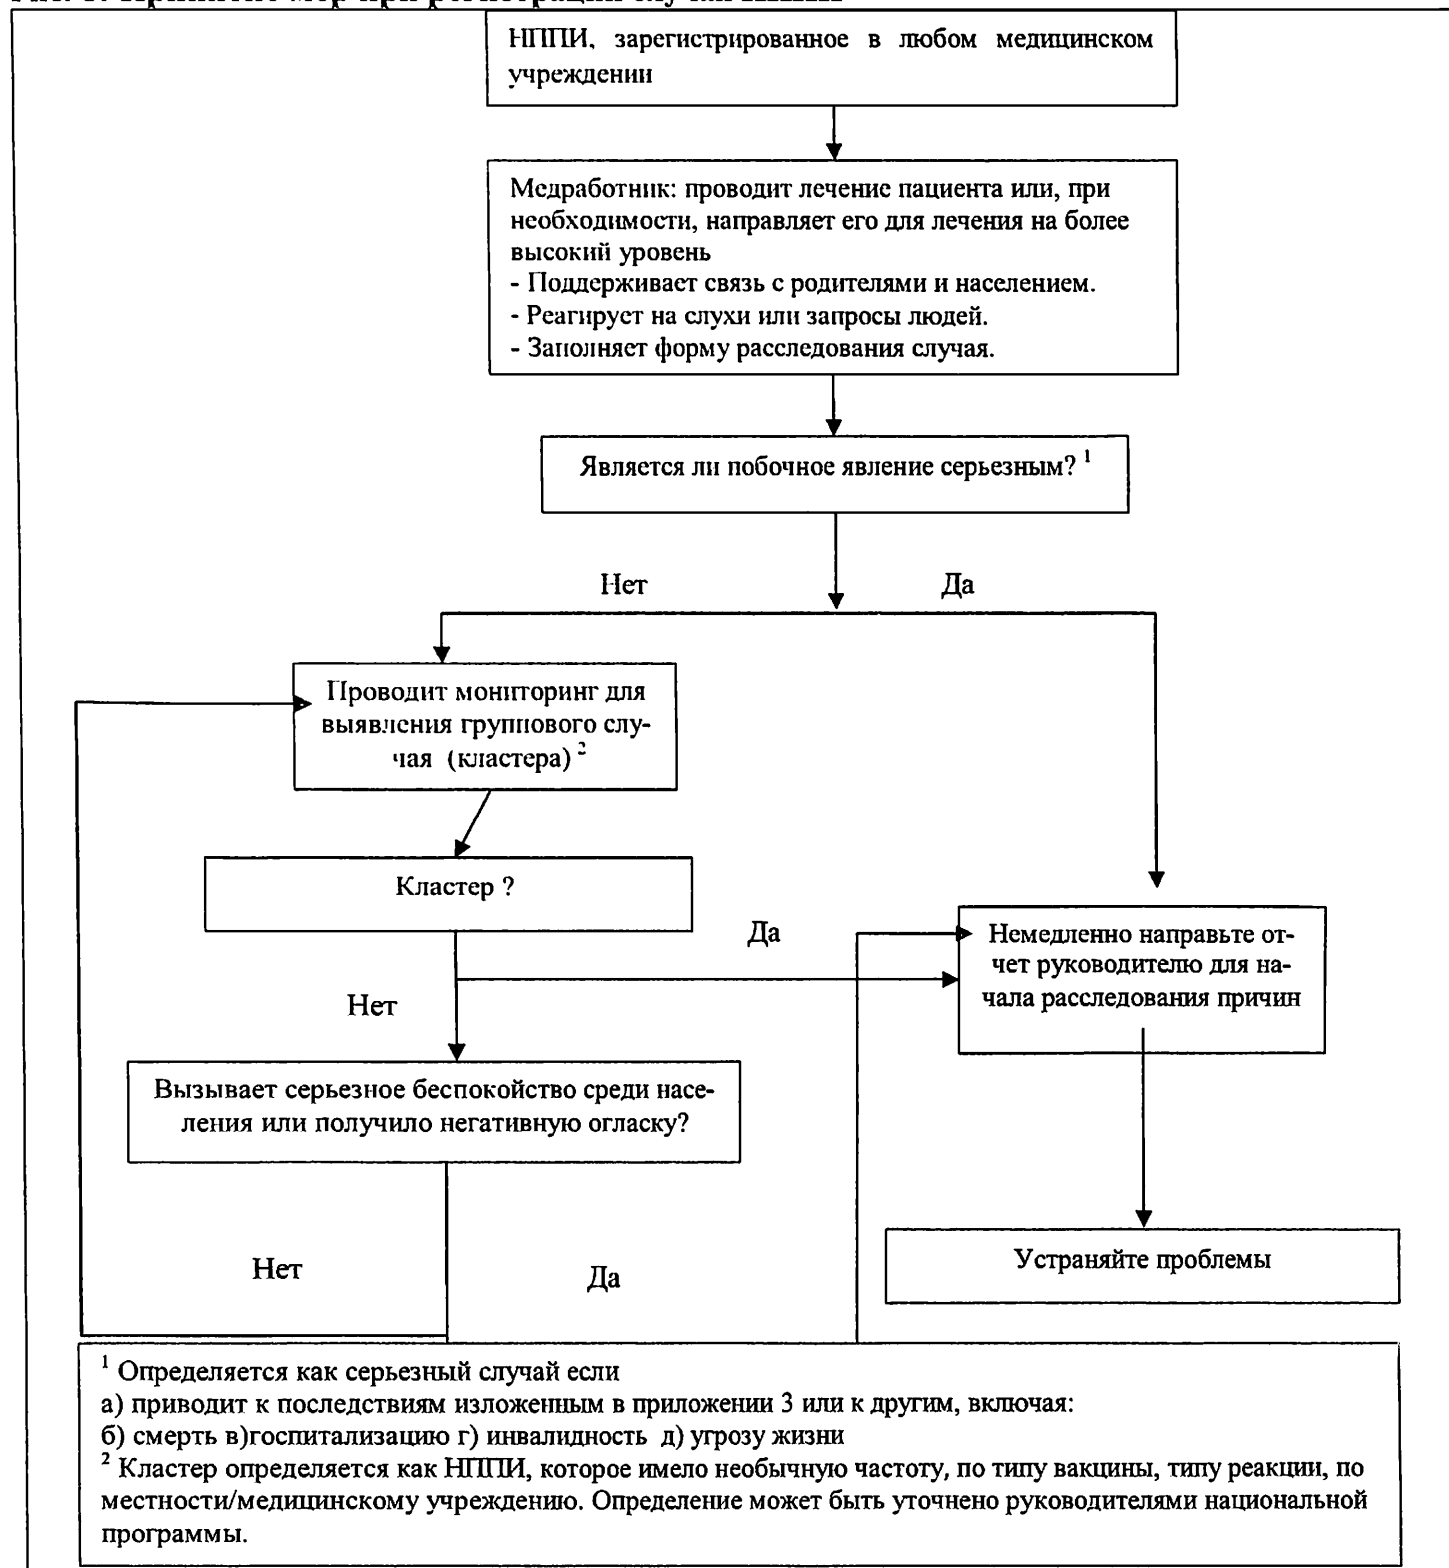 НППИ, зарегистрированное в любом медицинском
учреждении
Медработник: проводит лечение пациента или, при
необходимости, направляет его для лечения на более
высокий уровень
- Поддерживает связь с родителями и населением.
- Реагирует на слухи или запросы людей.
- Заполняет форму расследования случая.
Является ли побочное явление серьезным? 1
Нет
Да
Проводит мониторинг для
выявления группового слу-
чая (кластера) 2
Кластер ?
Да
Немедленно направьте от-
чет руководителю для на-
чала расследования причин
Нет
Вызывает серьезное беспокойство среди насе-
ления или получило негативную огласку?
Устраняйте проблемы
Нет
Да
1 Определяется как серьезный случай если
а) приводит к последствиям изложенным в приложении 3 или к другим, включая:
б) смерть в)госпитализацию г) инвалидность д) угрозу жизни
2 Кластер определяется как НППИ, которое имело необычную частоту, по типу вакцины, типу реакции, по
местности/медицинскому учреждению. Определение может быть уточнено руководителями национальной
программы.